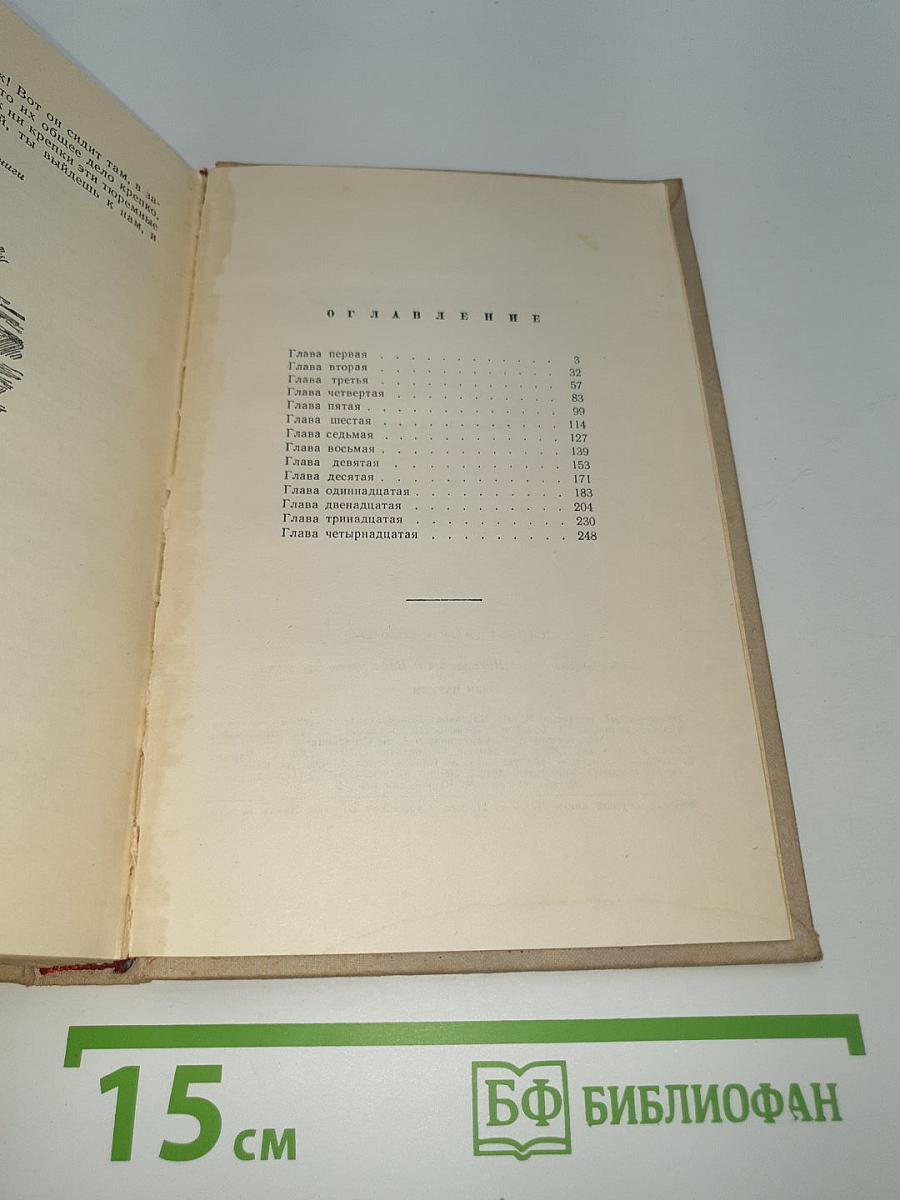 к! Вот он сидит там, в за-
то их общее дело крепко.
ни крепки эти тюремные
й, ты выйдешь к нам, и
ниги
ОГЛАВЛЕНИЕ
Глава первая . . . . . . . . . . . . 3
Глава вторая . . . . . . . . . . . . 32
Глава третья . . . . . . . . . . . . 57
Глава четвертая . . . . . . . . . . . 83
Глава пятая . . . . . . . . . . . . . 99
Глава шестая . . . . . . . . . . . . 114
Глава седьмая . . . . . . . . . . . . 127
Глава восьмая . . . . . . . . . . . . 139
Глава девятая . . . . . . . . . . . 153
Глава десятая . . . . . . . . . . . . 171
Глава одиннадцатая . . . . . . . . . . 183
Глава двенадцатая . . . . . . . . . . 204
Глава тринадцатая . . . . . . . . . . 230
Глава четырнадцатая . . . . . . . . . 248
15 см
БФ БИБЛИОФАН